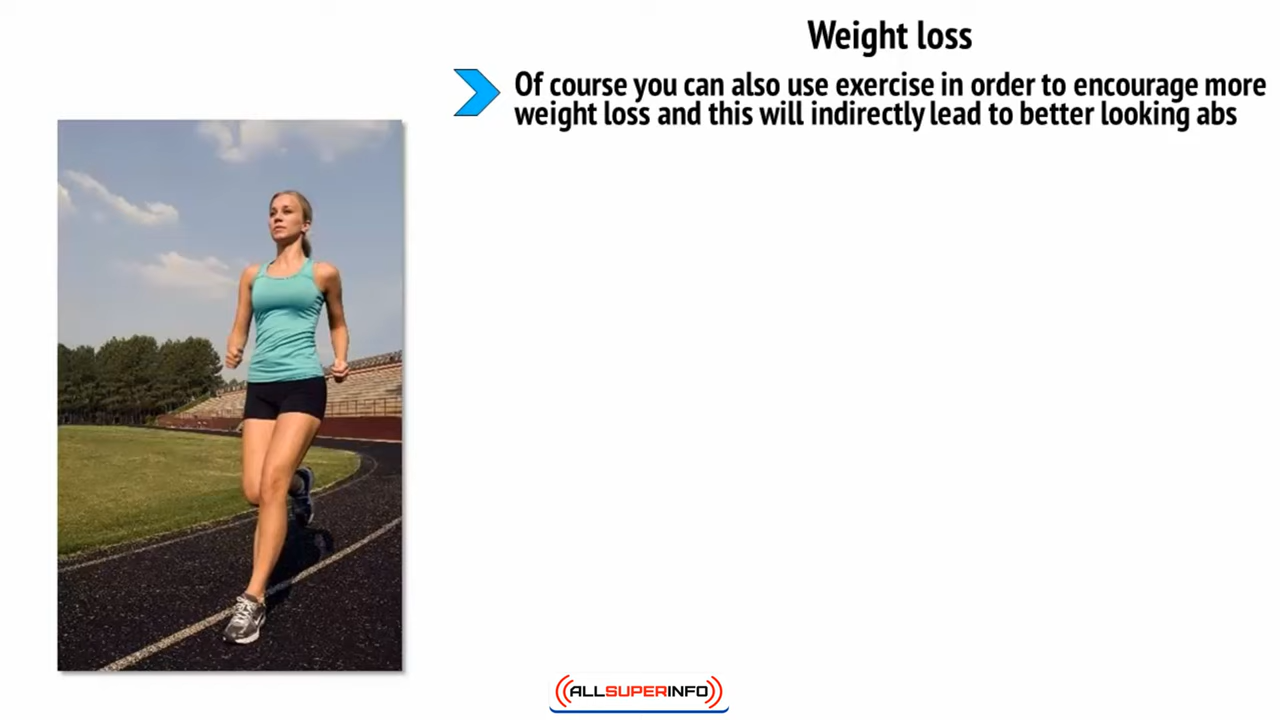 Weight loss
Of course you can also use exercise in order to encourage more
weight loss and this will indirectly lead to better looking abs
ALLSUPERINFO